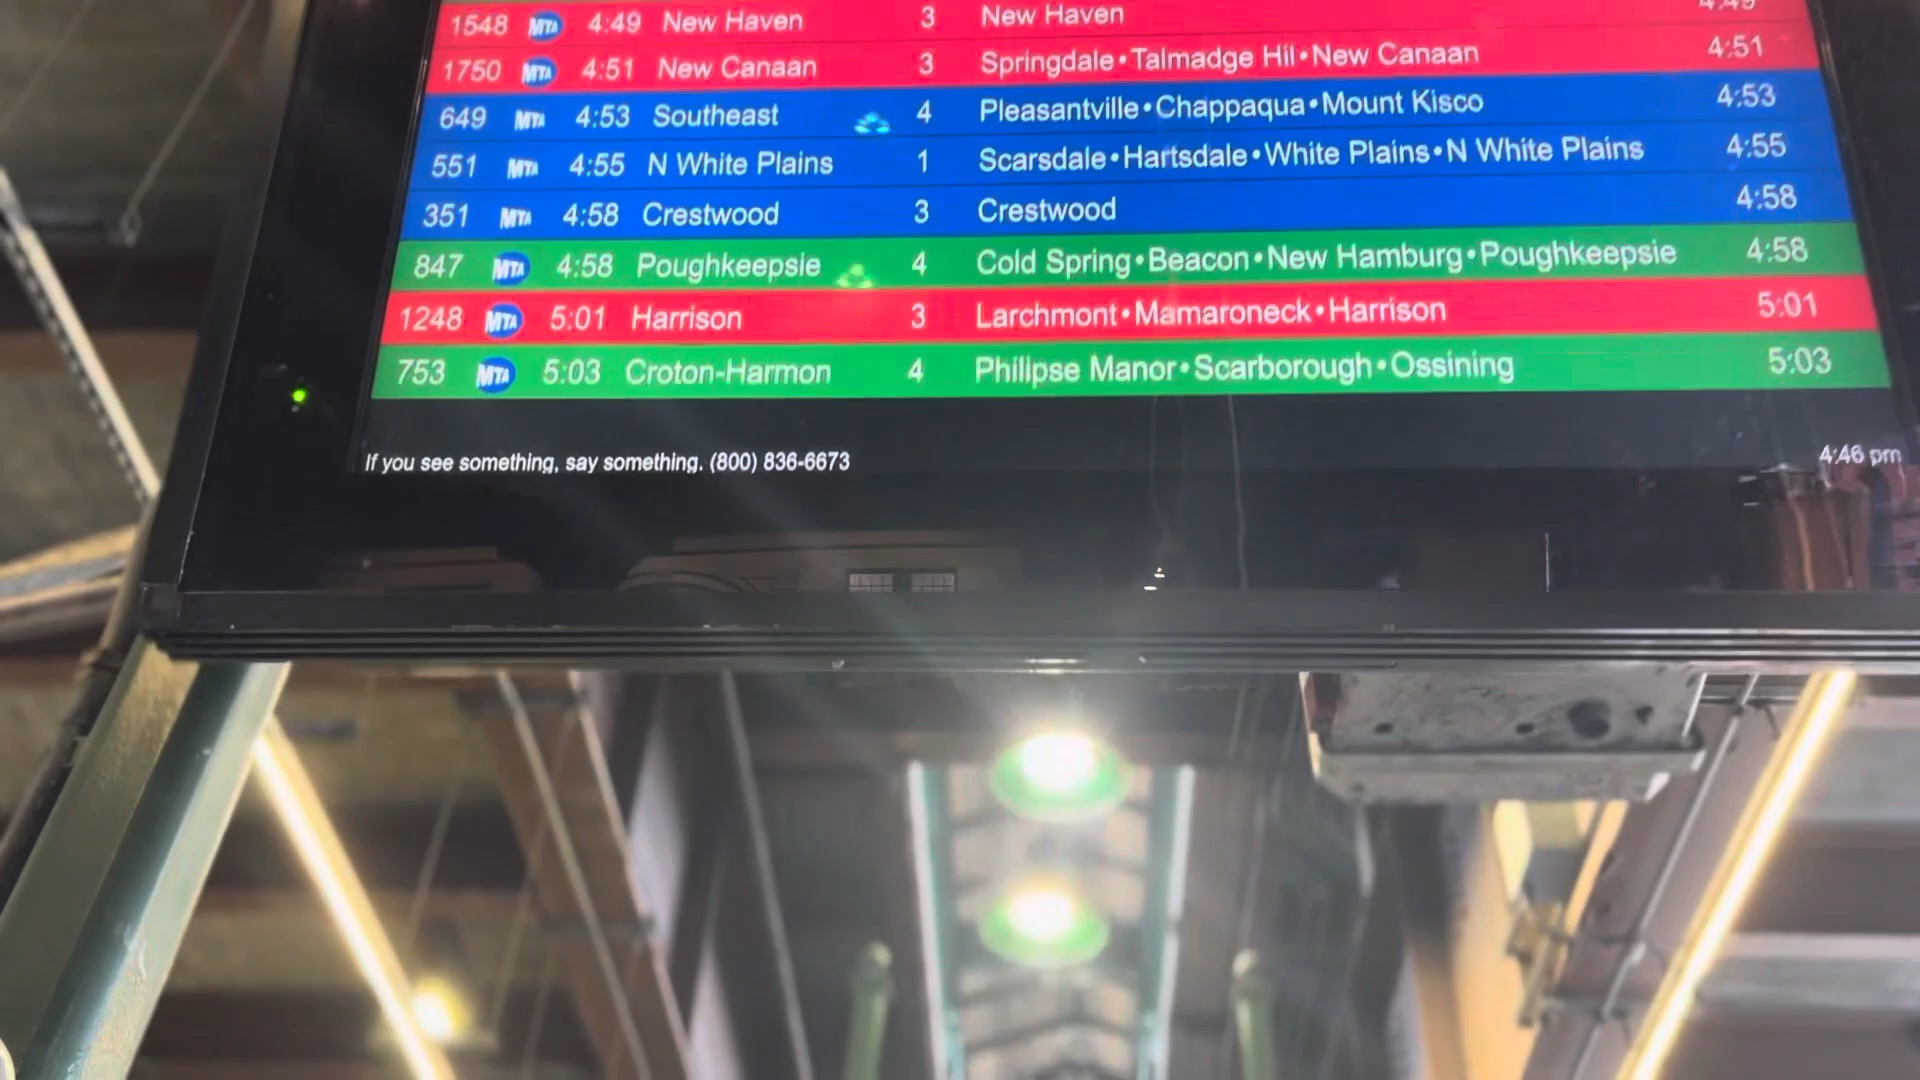 1548 MTA 4:49 New Haven 3 New Haven 4:49
1750 MTA 4:51 New Canaan 3 Springdale•Talmadge Hil•New Canaan 4:51
649 MTA 4:53 Southeast 4 Pleasantville•Chappaqua•Mount Kisco 4:53
551 MTA 4:55 N White Plains 1 Scarsdale•Hartsdale•White Plains•N White Plains 4:55
351 MTA 4:58 Crestwood 3 Crestwood 4:58
847 MTA 4:58 Poughkeepsie 4 Cold Spring•Beacon•New Hamburg•Poughkeepsie 4:58
1248 MTA 5:01 Harrison 3 Larchmont•Mamaroneck•Harrison 5:01
753 MTA 5:03 Croton-Harmon 4 Philipse Manor•Scarborough•Ossining 5:03
If you see something, say something. (800) 836-6673
4:46 pm